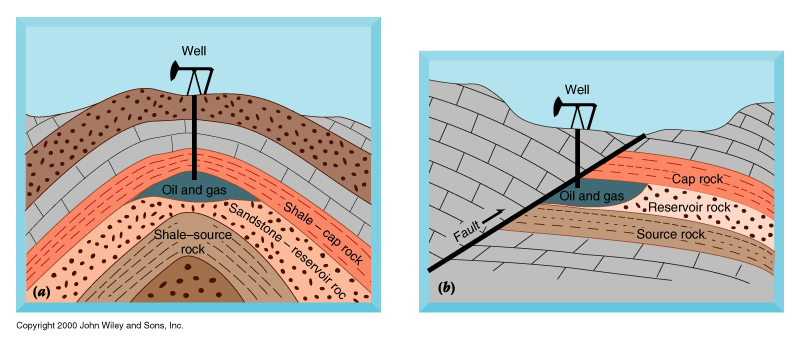 Well
Oil and gas
Shale – cap rock
Sandstone – reservoir roc
Shale–source
rock
(a)
Copyright 2000 John Wiley and Sons, Inc.
Well
Cap rock
Oil and gas
Reservoir rock
Fault
Source rock
(b)